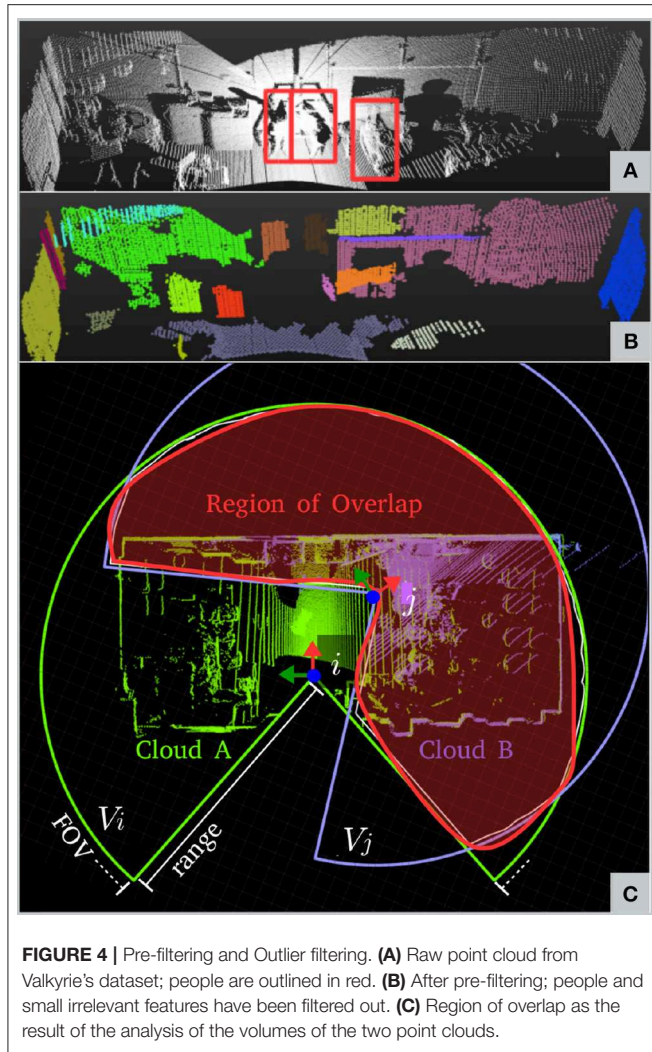 A
B
Region of Overlap
j
i
Cloud A
Cloud B
Vi
FOV
range
Vj
C
FIGURE 4 | Pre-filtering and Outlier filtering. (A) Raw point cloud from
Valkyrie's dataset; people are outlined in red. (B) After pre-filtering; people and
small irrelevant features have been filtered out. (C) Region of overlap as the
result of the analysis of the volumes of the two point clouds.